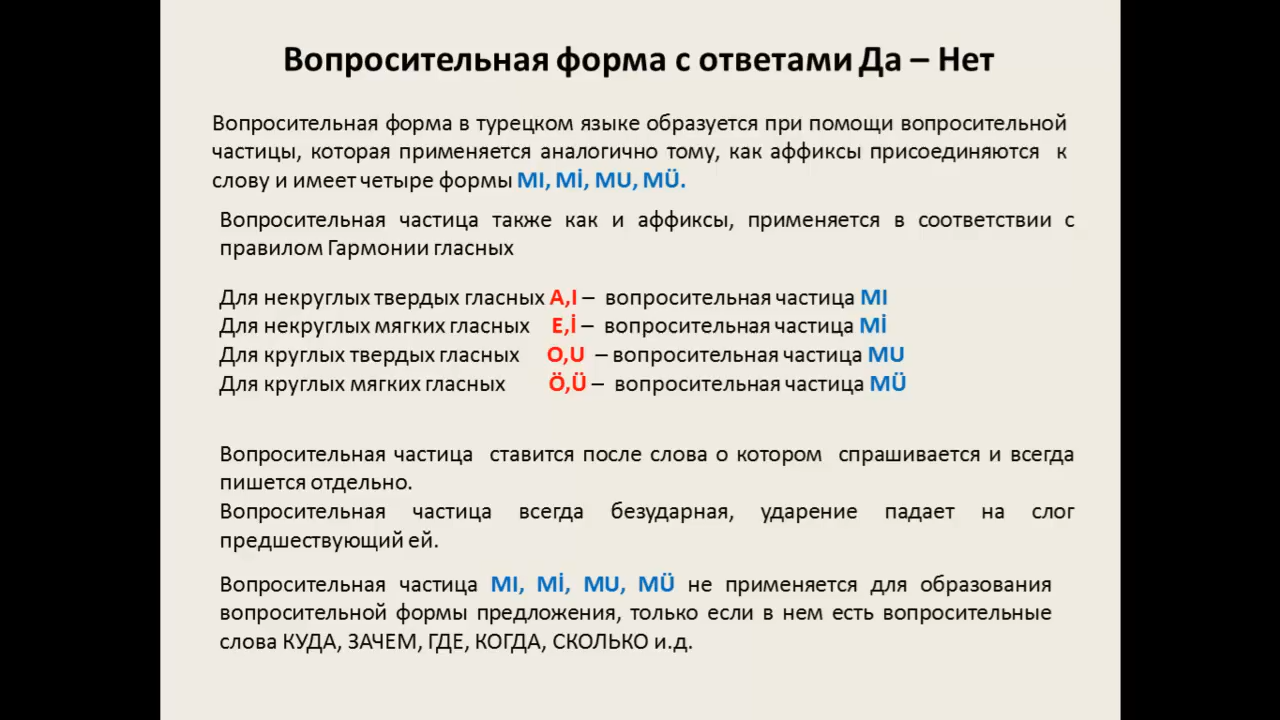 Вопросительная форма с ответами Да – Нет
Вопросительная форма в турецком языке образуется при помощи вопросительной
частицы, которая применяется аналогично тому, как аффиксы присоединяются к
слову и имеет четыре формы MI, Mİ, MU, MÜ.
Вопросительная частица также как и аффиксы, применяется в соответствии с
правилом Гармонии гласных
Для некруглых твердых гласных A,I – вопросительная частица MI
Для некруглых мягких гласных E,İ – вопросительная частица Mİ
Для круглых твердых гласных O,U – вопросительная частица MU
Для круглых мягких гласных Ö,Ü – вопросительная частица MÜ
Вопросительная частица ставится после слова о котором спрашивается и всегда
пишется отдельно.
Вопросительная частица всегда безударная, ударение падает на слог
предшествующий ей.
Вопросительная частица MI, Mİ, MU, MÜ не применяется для образования
вопросительной формы предложения, только если в нем есть вопросительные
слова КУДА, ЗАЧЕМ, ГДЕ, КОГДА, СКОЛЬКО и.д.